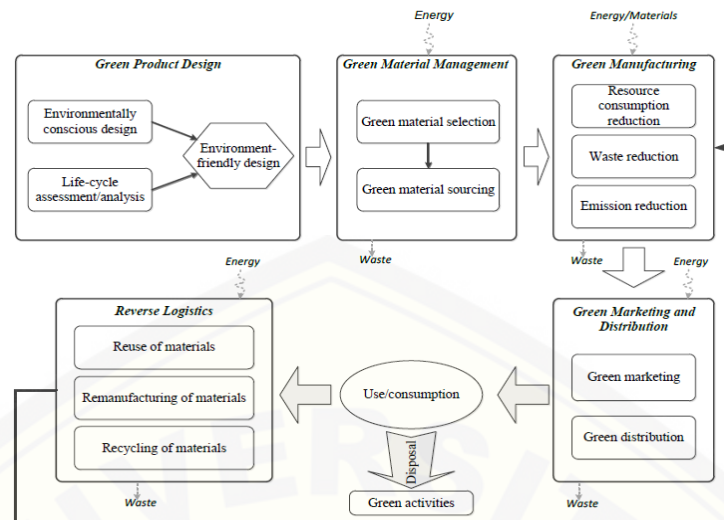 Energy
Energy/Materials
Green Product Design
Environmentally
conscious design
Life-cycle
assessment/analysis
Environment-
friendly design
Green Material Management
Green material selection
Green material sourcing
Waste
Green Manufacturing
Resource
consumption
reduction
Waste reduction
Emission reduction
Waste
Energy
Energy
Reverse Logistics
Reuse of materials
Remanufacturing of materials
Recycling of materials
Waste
Use/consumption
Disposal
Green activities
Green Marketing and
Distribution
Green marketing
Green distribution
Waste
VERSI